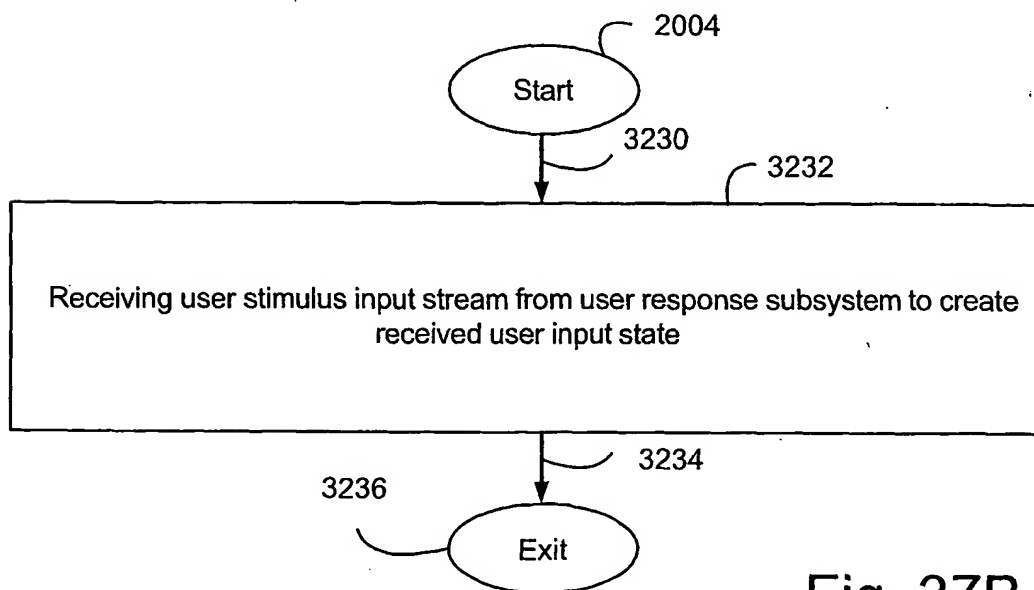 2004
Start
3230
3232
Receiving user stimulus input stream from user response subsystem to create
received user input state
3234
3236
Exit